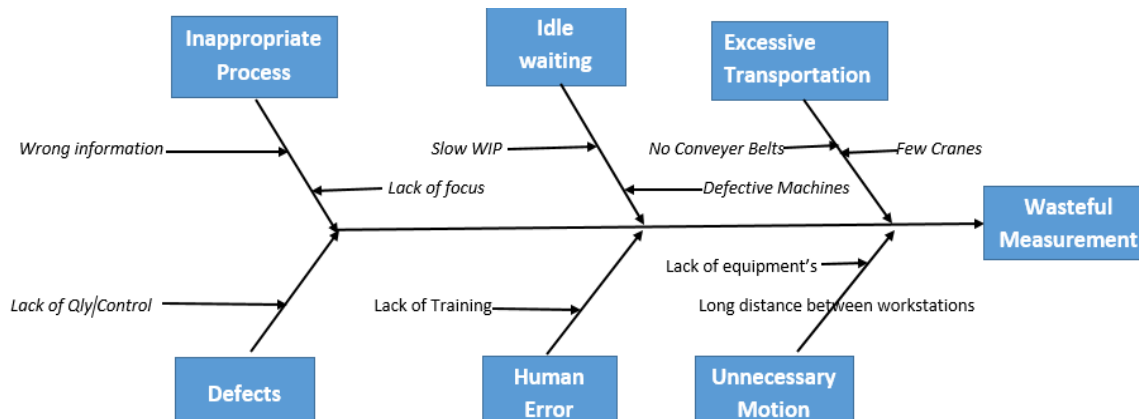 Inappropriate
Process
Idle
waiting
Excessive
Transportation
Wrong information
Slow WIP
No Conveyer Belts
Few Cranes
Lack of focus
Defective Machines
Wasteful
Measurement
Lack of equipment’s
Lack of Qly/Control
Lack of Training
Long distance between workstations
Defects
Human
Error
Unnecessary
Motion